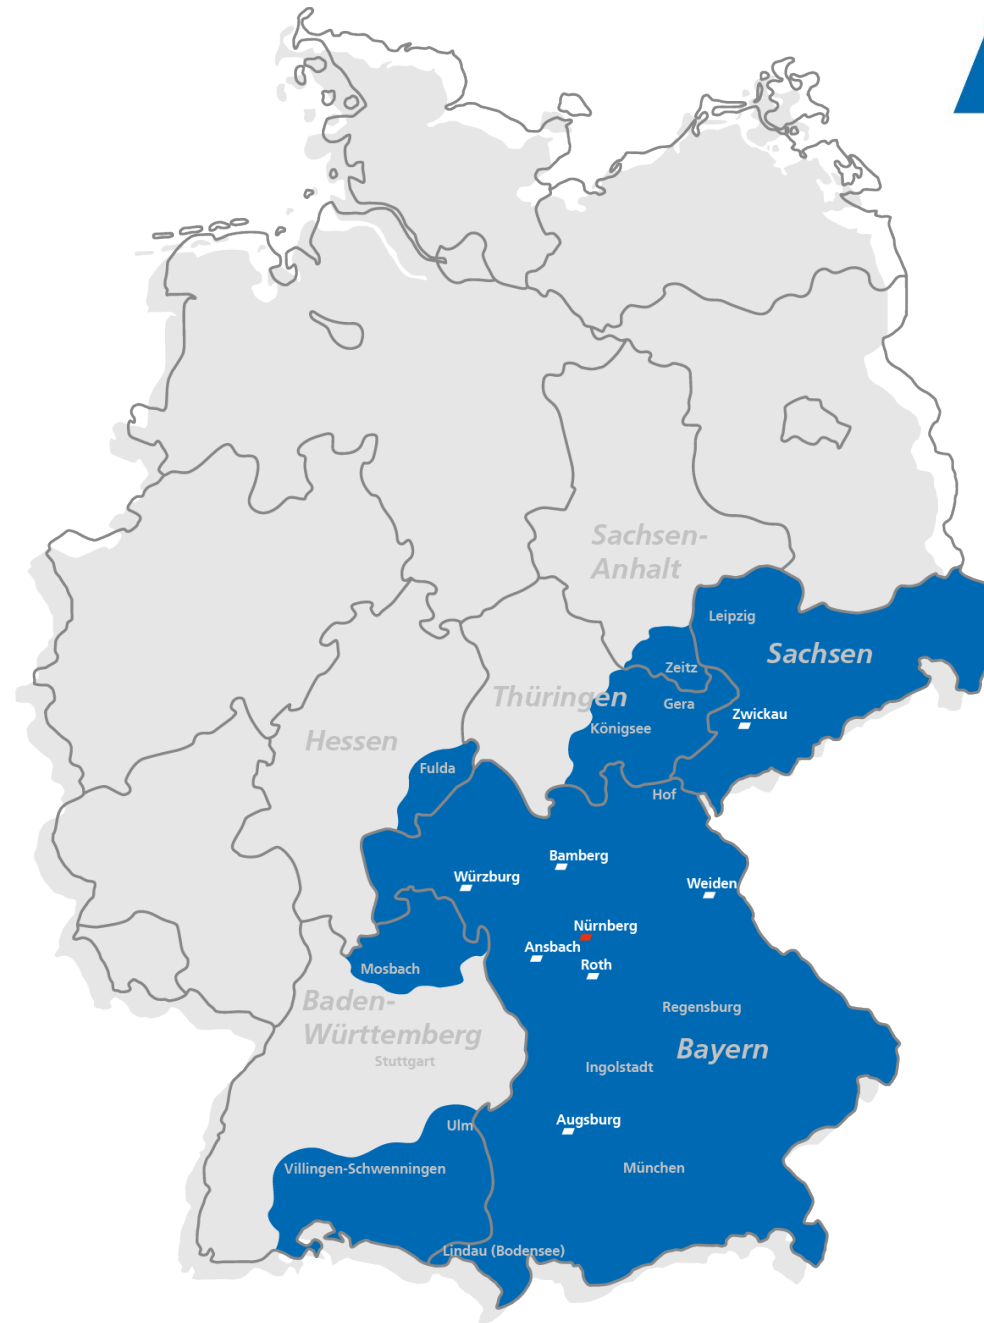 Sachsen-
Anhalt
Leipzig
Sachsen
Zeitz
Thüringen
Gera
Königsee
Zwickau
Hessen
Fulda
Hof
Bamberg
Würzburg
Weiden
Nürnberg
Ansbach
Roth
Mosbach
Baden-
Württemberg
Stuttgart
Regensburg
Bayern
Ingolstadt
Augsburg
Ulm
Villingen-Schwenningen
München
Lindau (Bodensee)